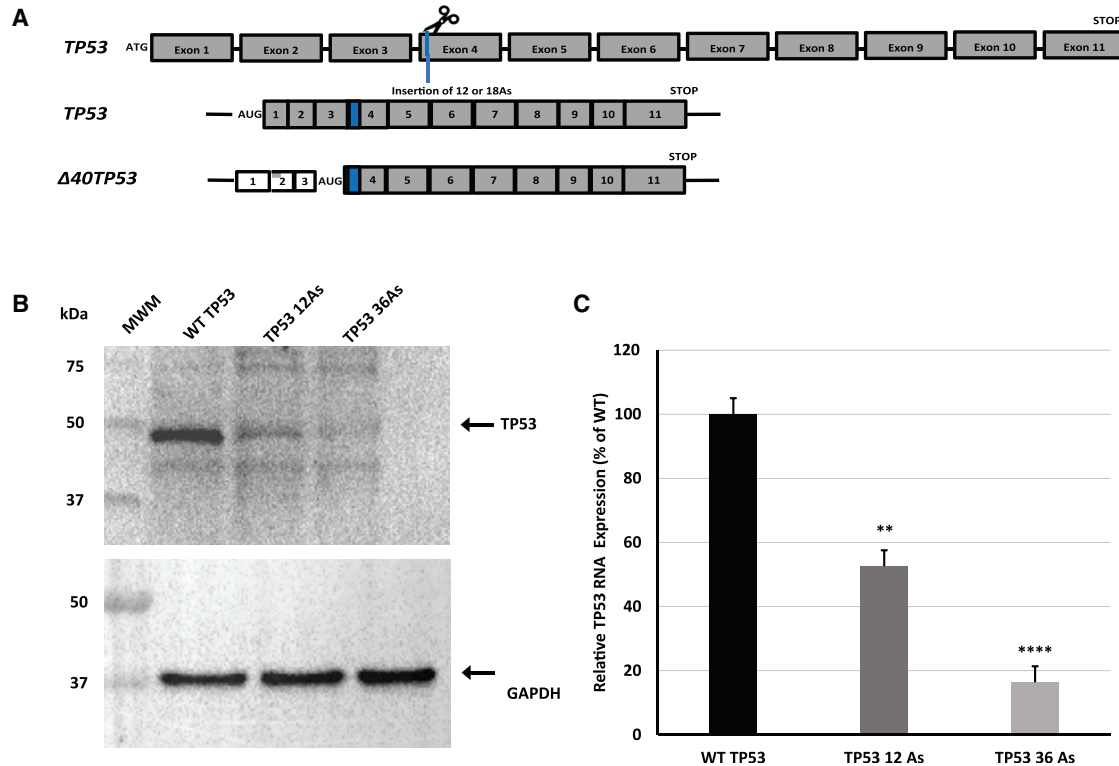 A
STOP
TP53 ATG Exon 1 Exon 2 Exon 3 Exon 4 Exon 5 Exon 6 Exon 7 Exon 8 Exon 9 Exon 10 Exon 11
Insertion of 12 or 18As STOP
TP53 AUG 1 2 3 4 5 6 7 8 9 10 11
STOP
Δ40TP53 1 2 3 AUG 4 5 6 7 8 9 10 11
B
kDa MWM WT TP53 TP53 12As TP53 36As
75
50 TP53
37
50
37
GAPDH
C
120
100
80
60
40
20
0
Relative TP53 RNA Expression (% of WT)
**
****
WT TP53 TP53 12 As TP53 36 As